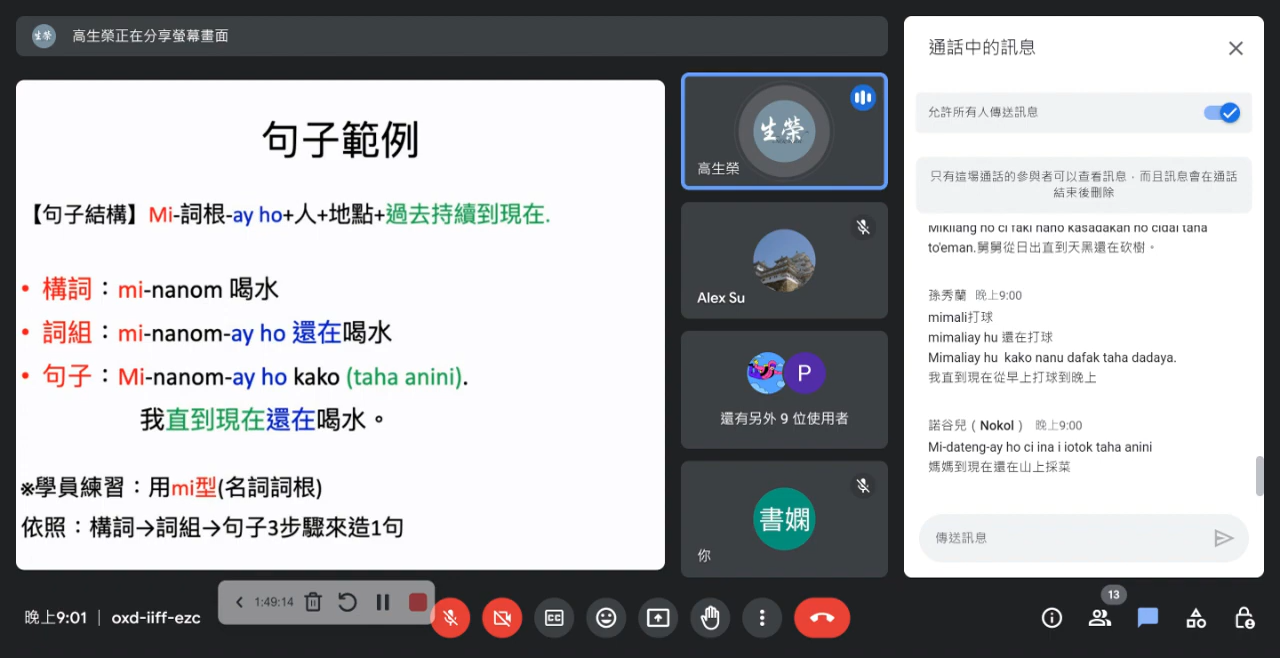 生榮
高生榮正在分享螢幕畫面
句子範例
【句子結構】Mi-詞根-ay ho+人+地點+過去持續到現在.
• 構詞：mi-nanom 喝水
• 詞組：mi-nanom-ay ho 還在喝水
• 句子：Mi-nanom-ay ho kako (taha anini).
我直到現在還在喝水。
※學員練習：用mi型(名詞詞根)
依照：構詞→詞組→句子3步驟來造1句
生榮
高生榮
Alex Su
P
還有另外 9 位使用者
書嫻
你
通話中的訊息
允許所有人傳送訊息
只有這場通話的參與者可以查看訊息，而且訊息會在通話
結束後刪除
Mikilang ho ci faki nano kasadakan no cidal taha
to'eman.舅舅從日出直到天黑還在砍樹。
孫秀蘭 晚上9:00
mimali打球
mimaliay hu 還在打球
Mimaliay hu kako nanu dafak taha dadaya.
我直到現在從早上打球到晚上
諾谷兒 ( Nokol ) 晚上9:00
Mi-dateng-ay ho ci ina i iotok taha anini
媽媽到現在還在山上採菜
傳送訊息
晚上9:01 | oxd-iiff-ezc
1:49:14
13